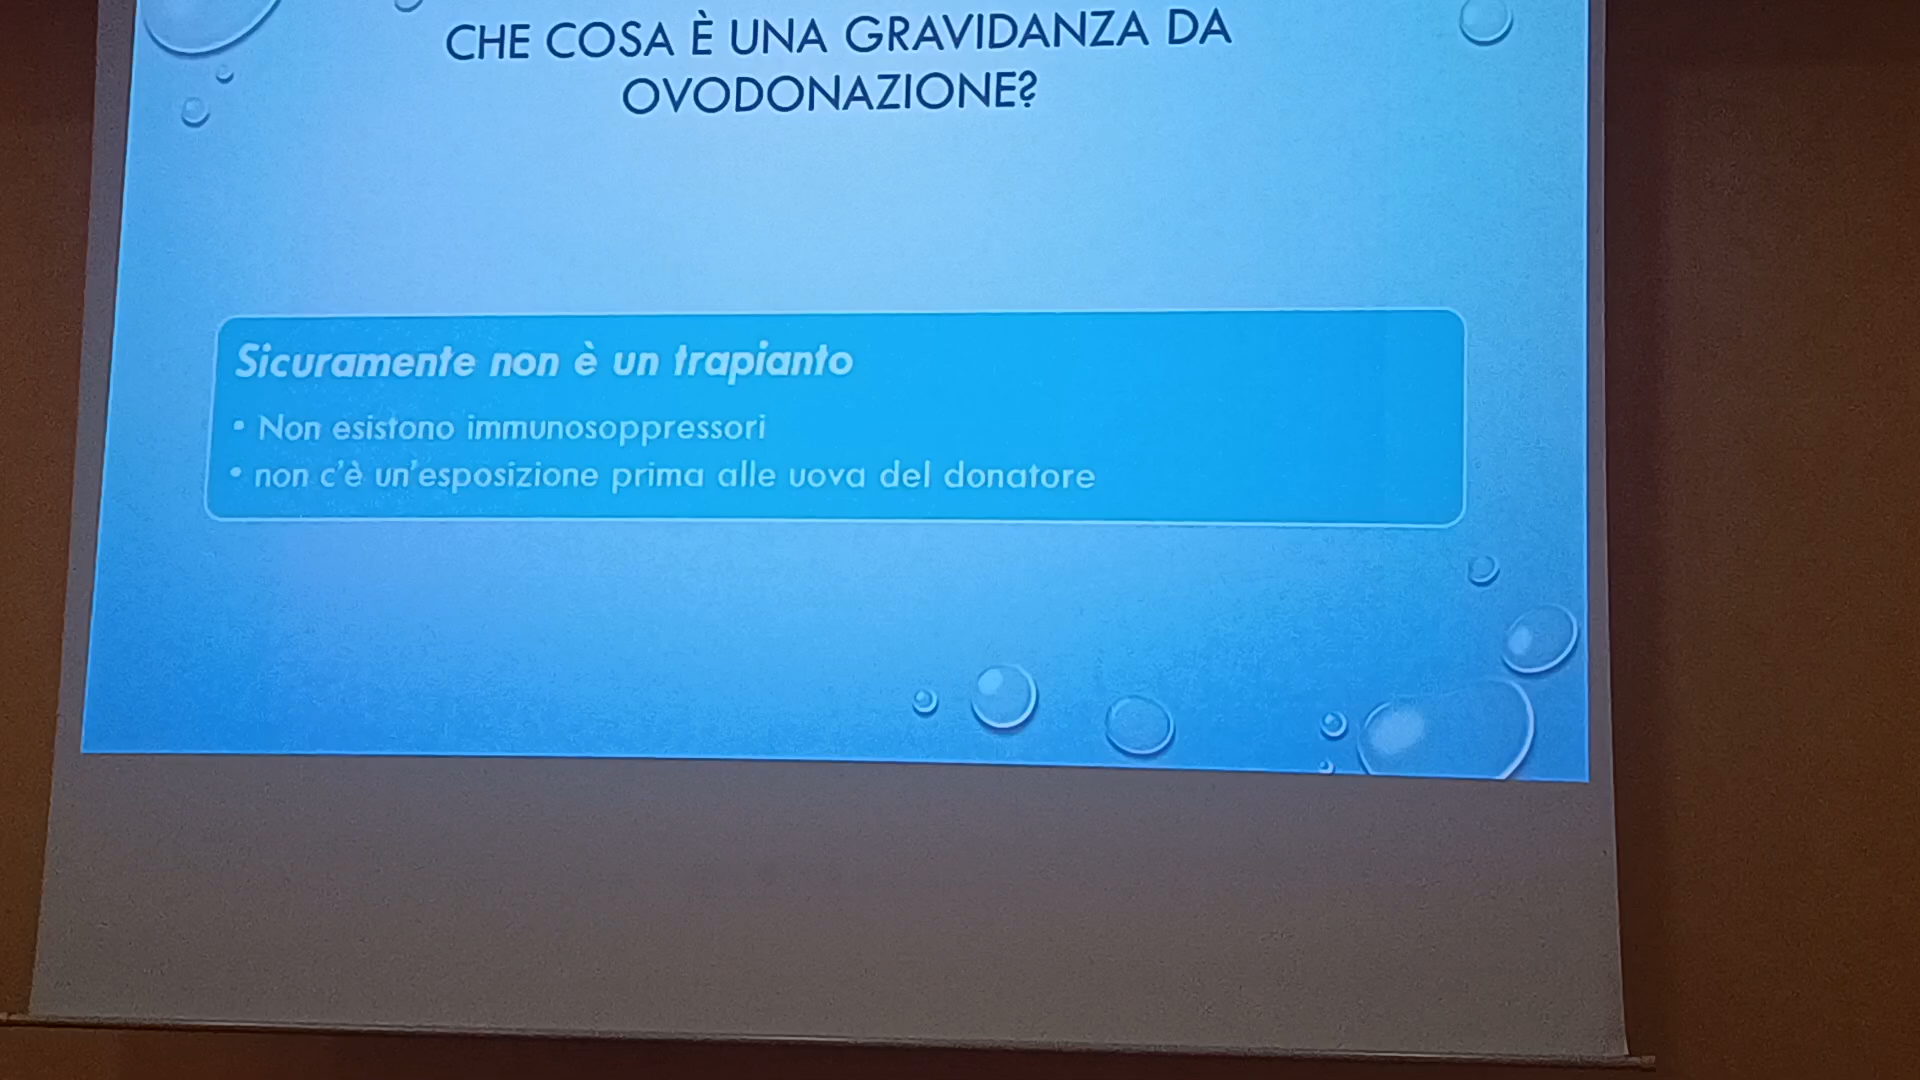 CHE COSA È UNA GRAVIDANZA DA
OVODONAZIONE?
Sicuramente non è un trapianto
• Non esistono immunosoppressori
• non c'è un'esposizione prima alle uova del donatore